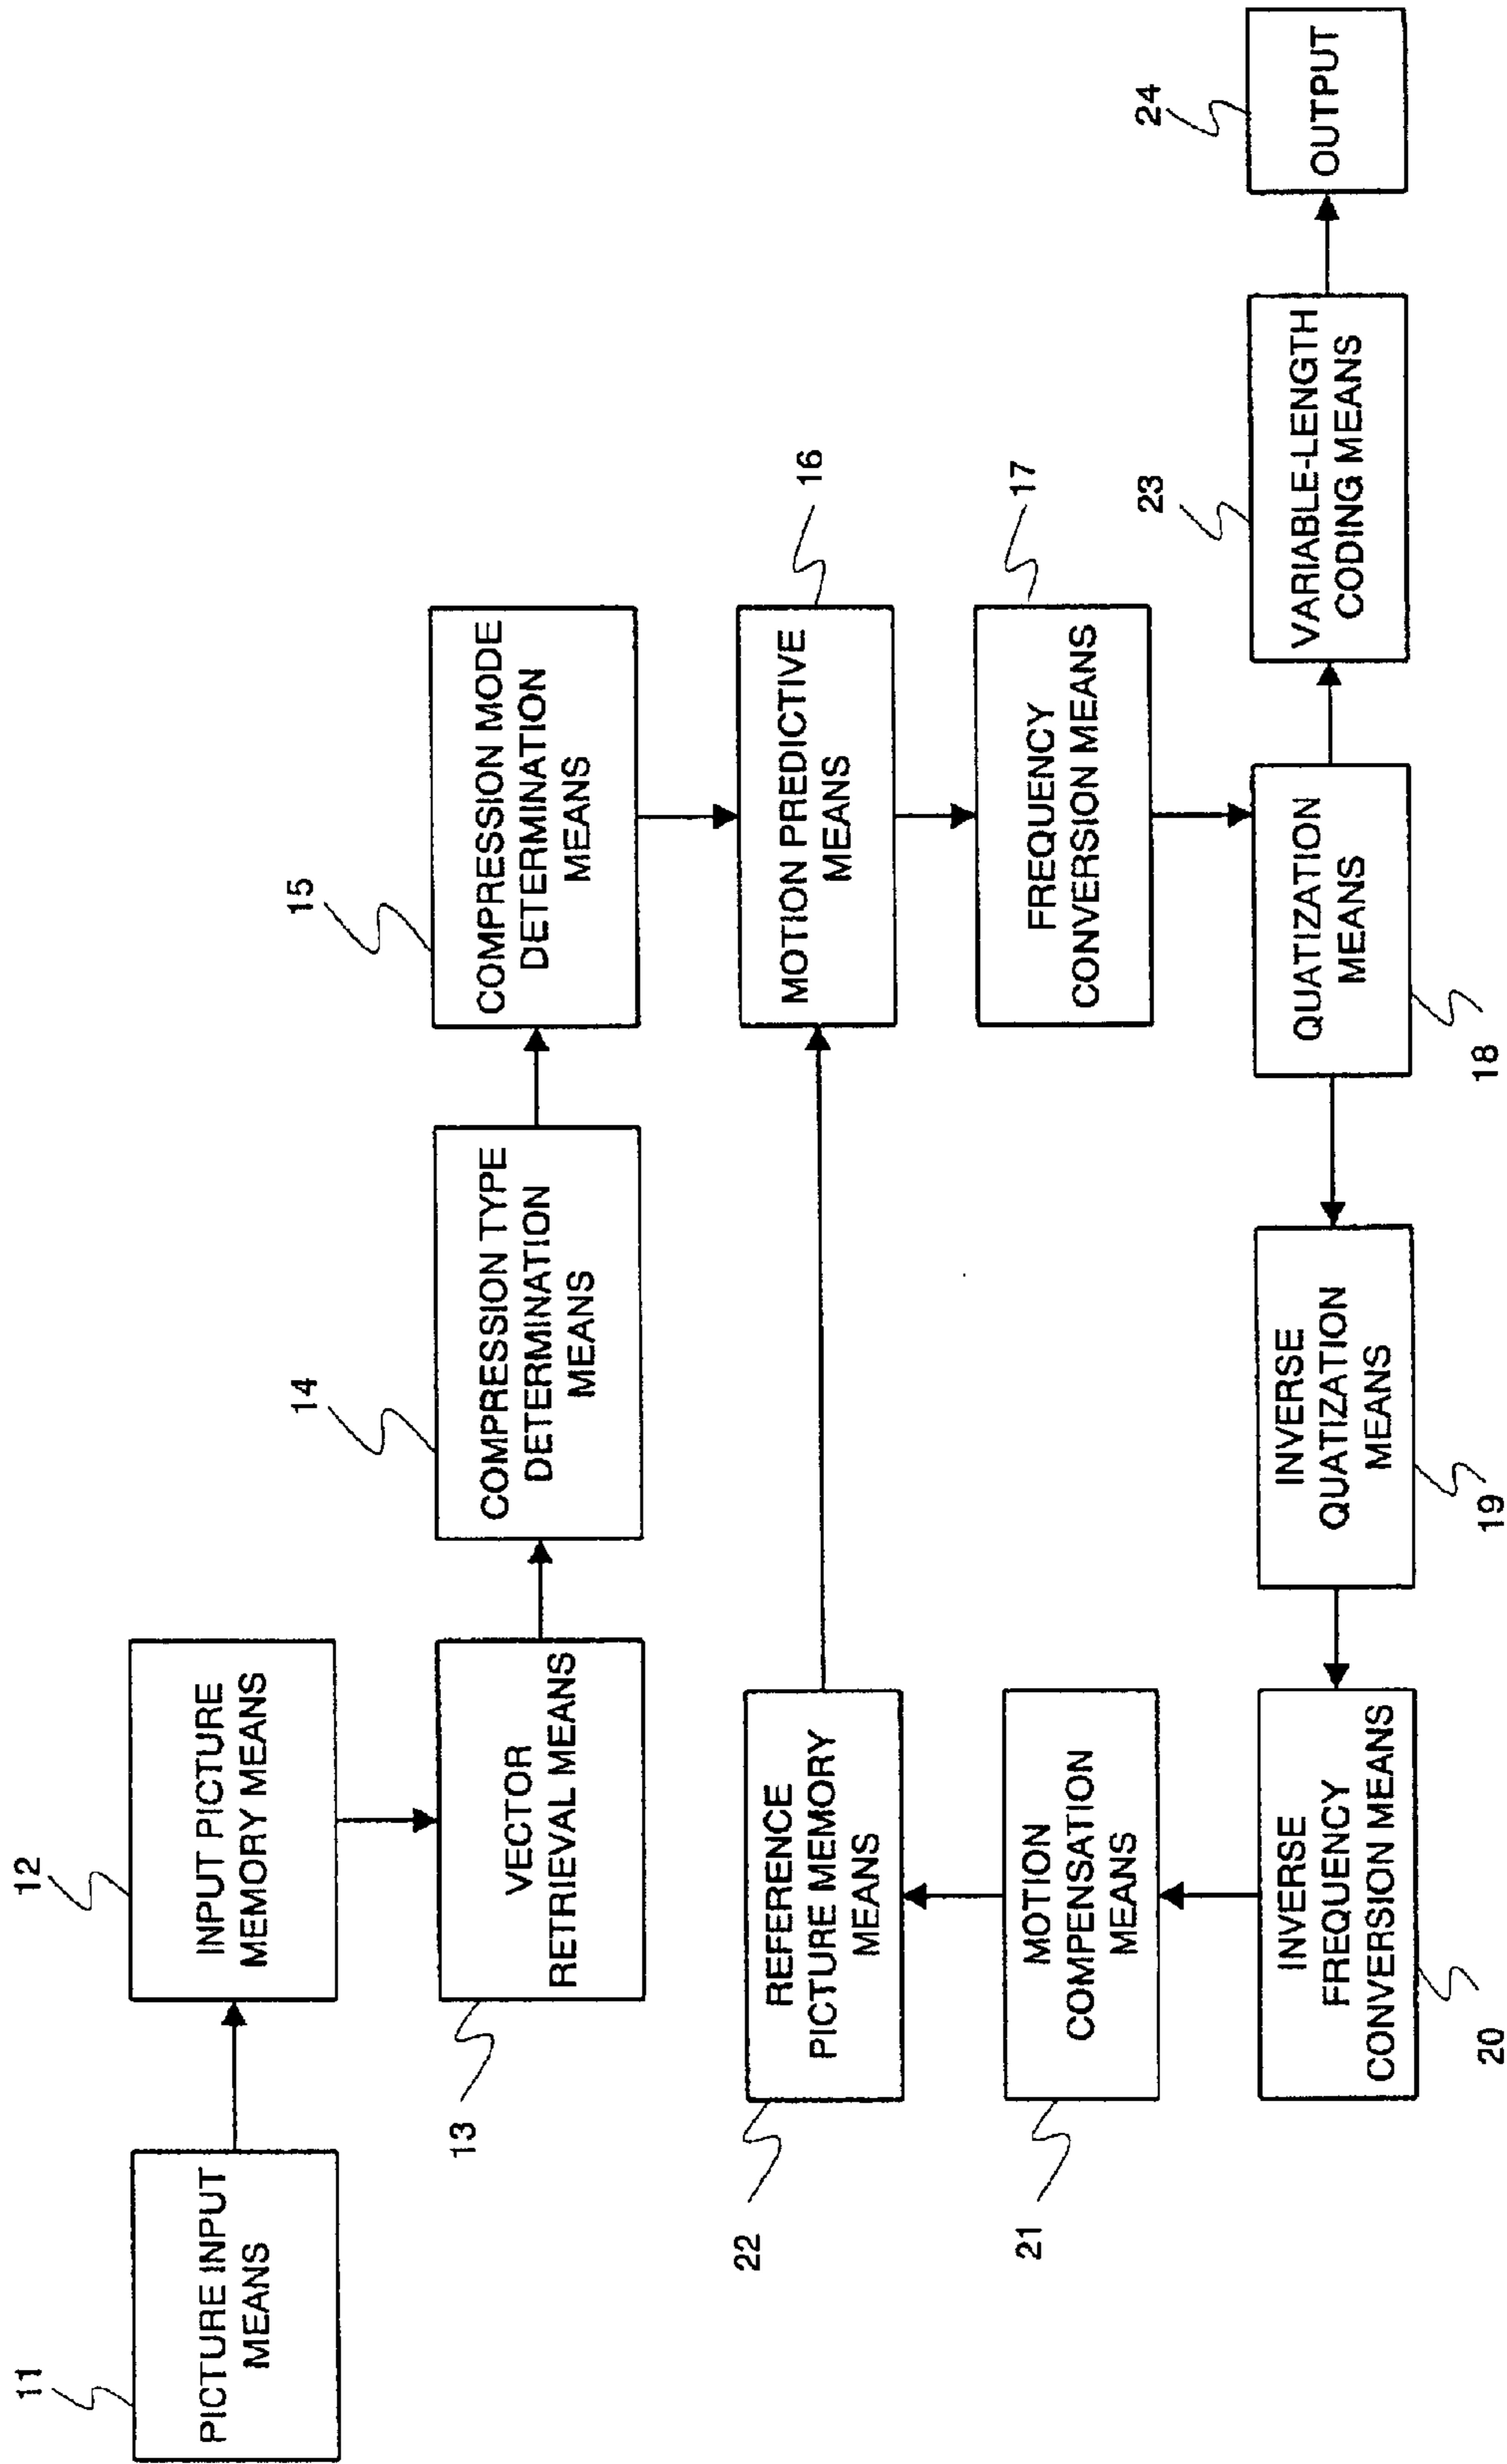 11
PICTURE INPUT
MEANS
12
INPUT PICTURE
MEMORY MEANS
13
VECTOR
RETRIEVAL MEANS
14
COMPRESSION TYPE
DETERMINATION
MEANS
15
COMPRESSION MODE
DETERMINATION
MEANS
16
MOTION PREDICTIVE
MEANS
17
FREQUENCY
CONVERSION MEANS
18
QUATIZATION
MEANS
19
INVERSE
QUATIZATION
MEANS
20
INVERSE
FREQUENCY
CONVERSION MEANS
21
MOTION
COMPENSATION
MEANS
22
REFERENCE
PICTURE MEMORY
MEANS
23
VARIABLE-LENGTH
CODING MEANS
24
OUTPUT